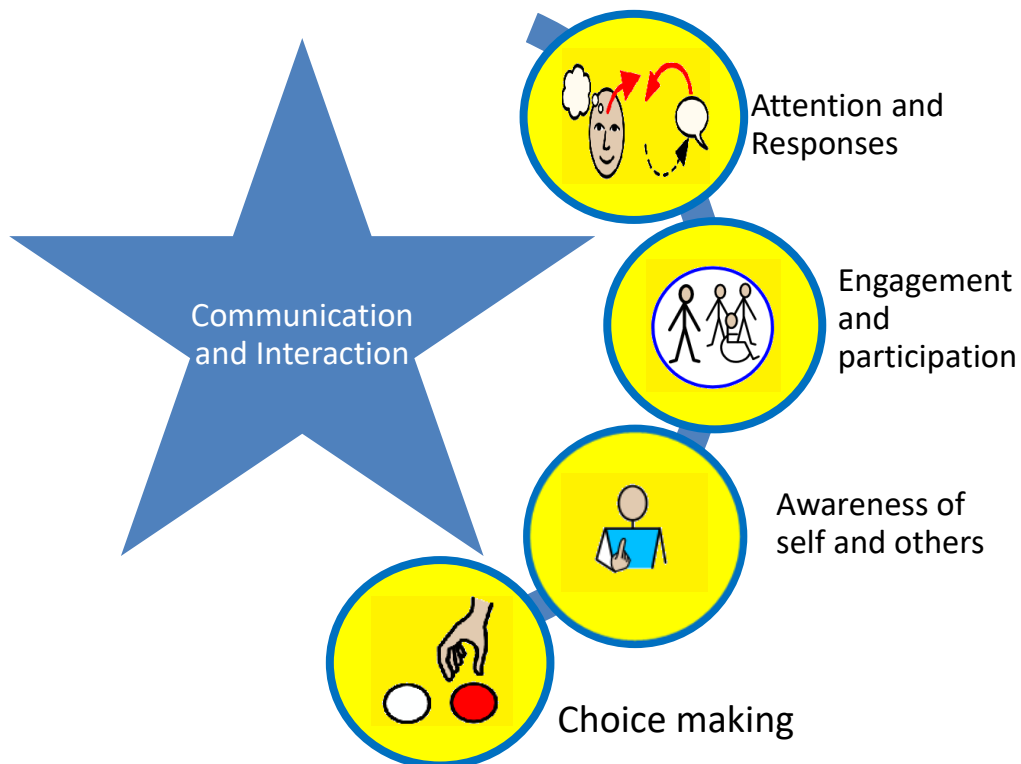 Attention and
Responses
Communication
and Interaction
Engagement
and
participation
Awareness of
self and others
Choice making